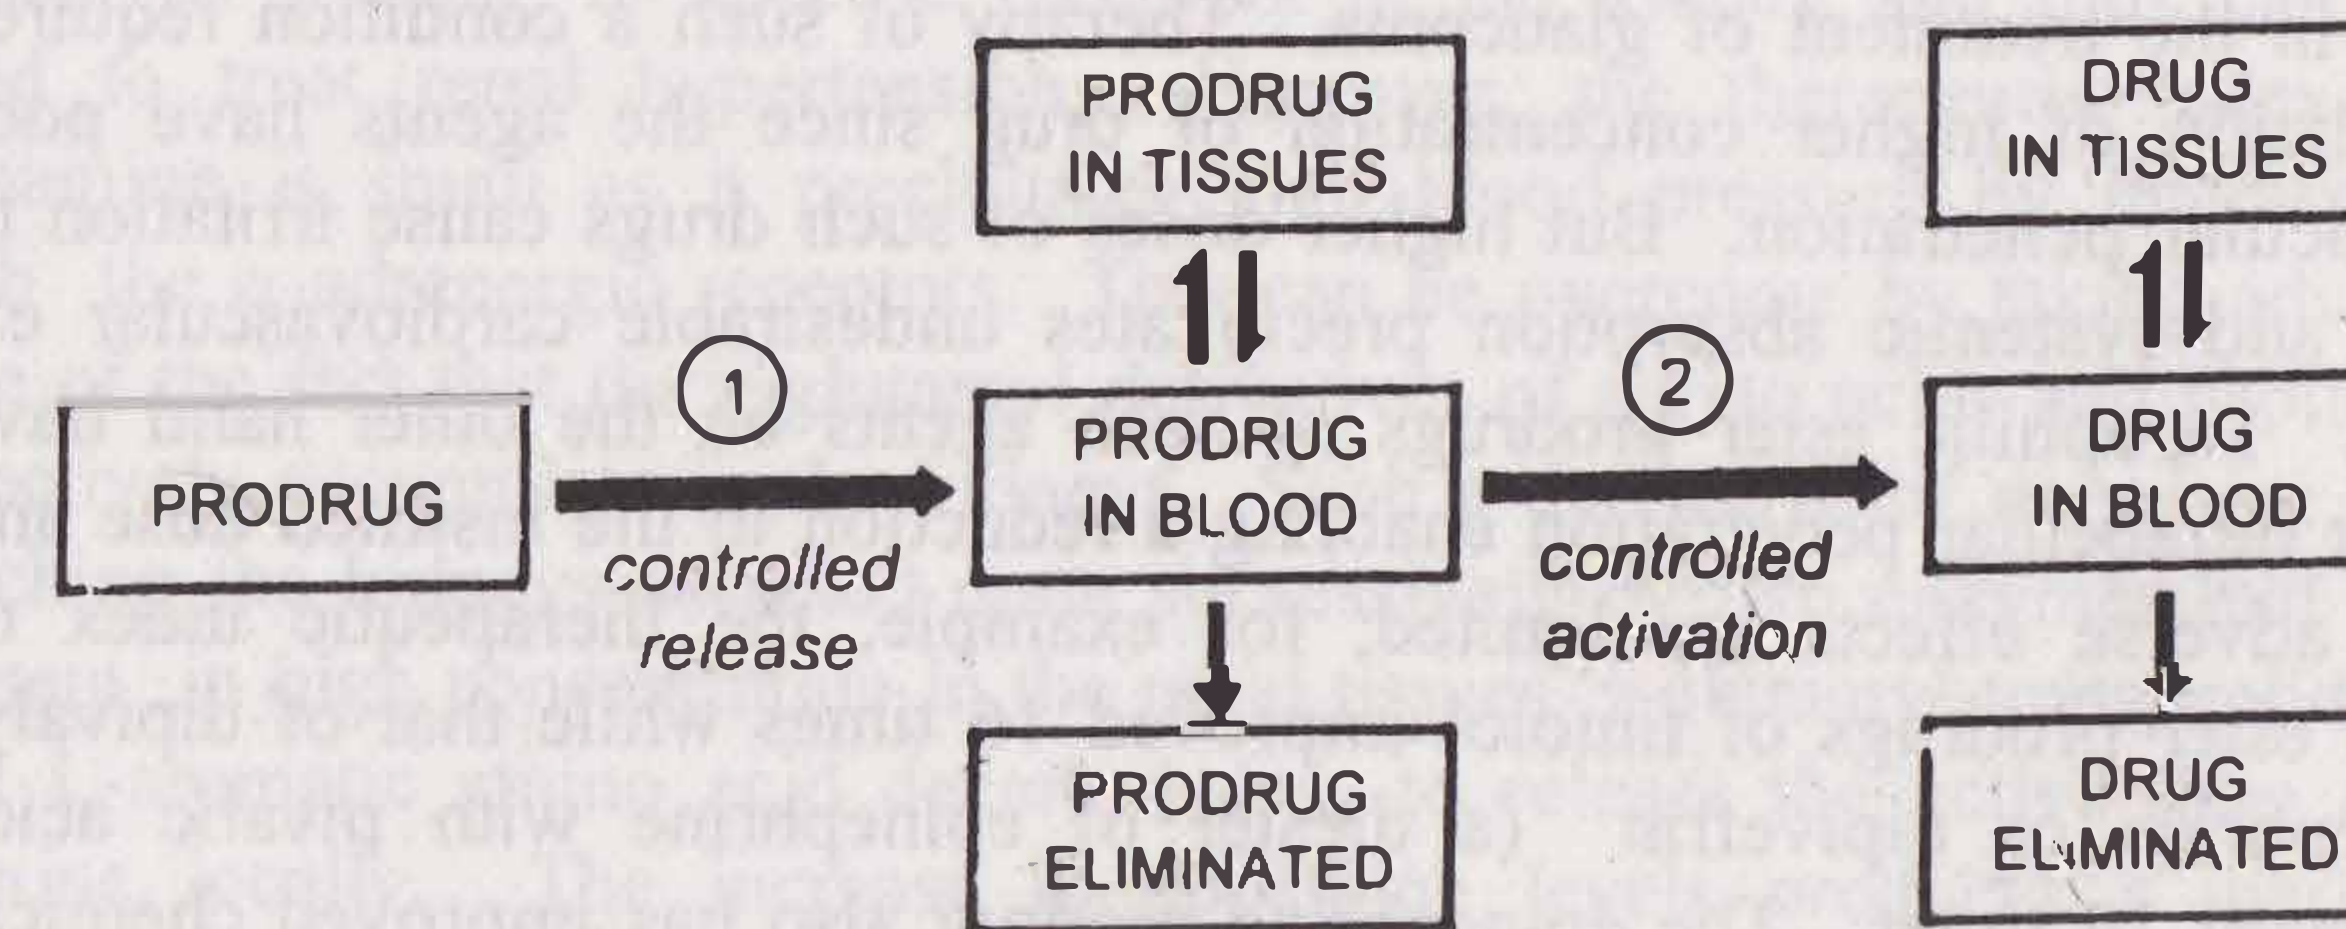 PRODRUG
IN TISSUES
DRUG
IN TISSUES
1
2
PRODRUG
controlled
release
PRODRUG
IN BLOOD
controlled
activation
DRUG
IN BLOOD
PRODRUG
ELIMINATED
DRUG
ELIMINATED